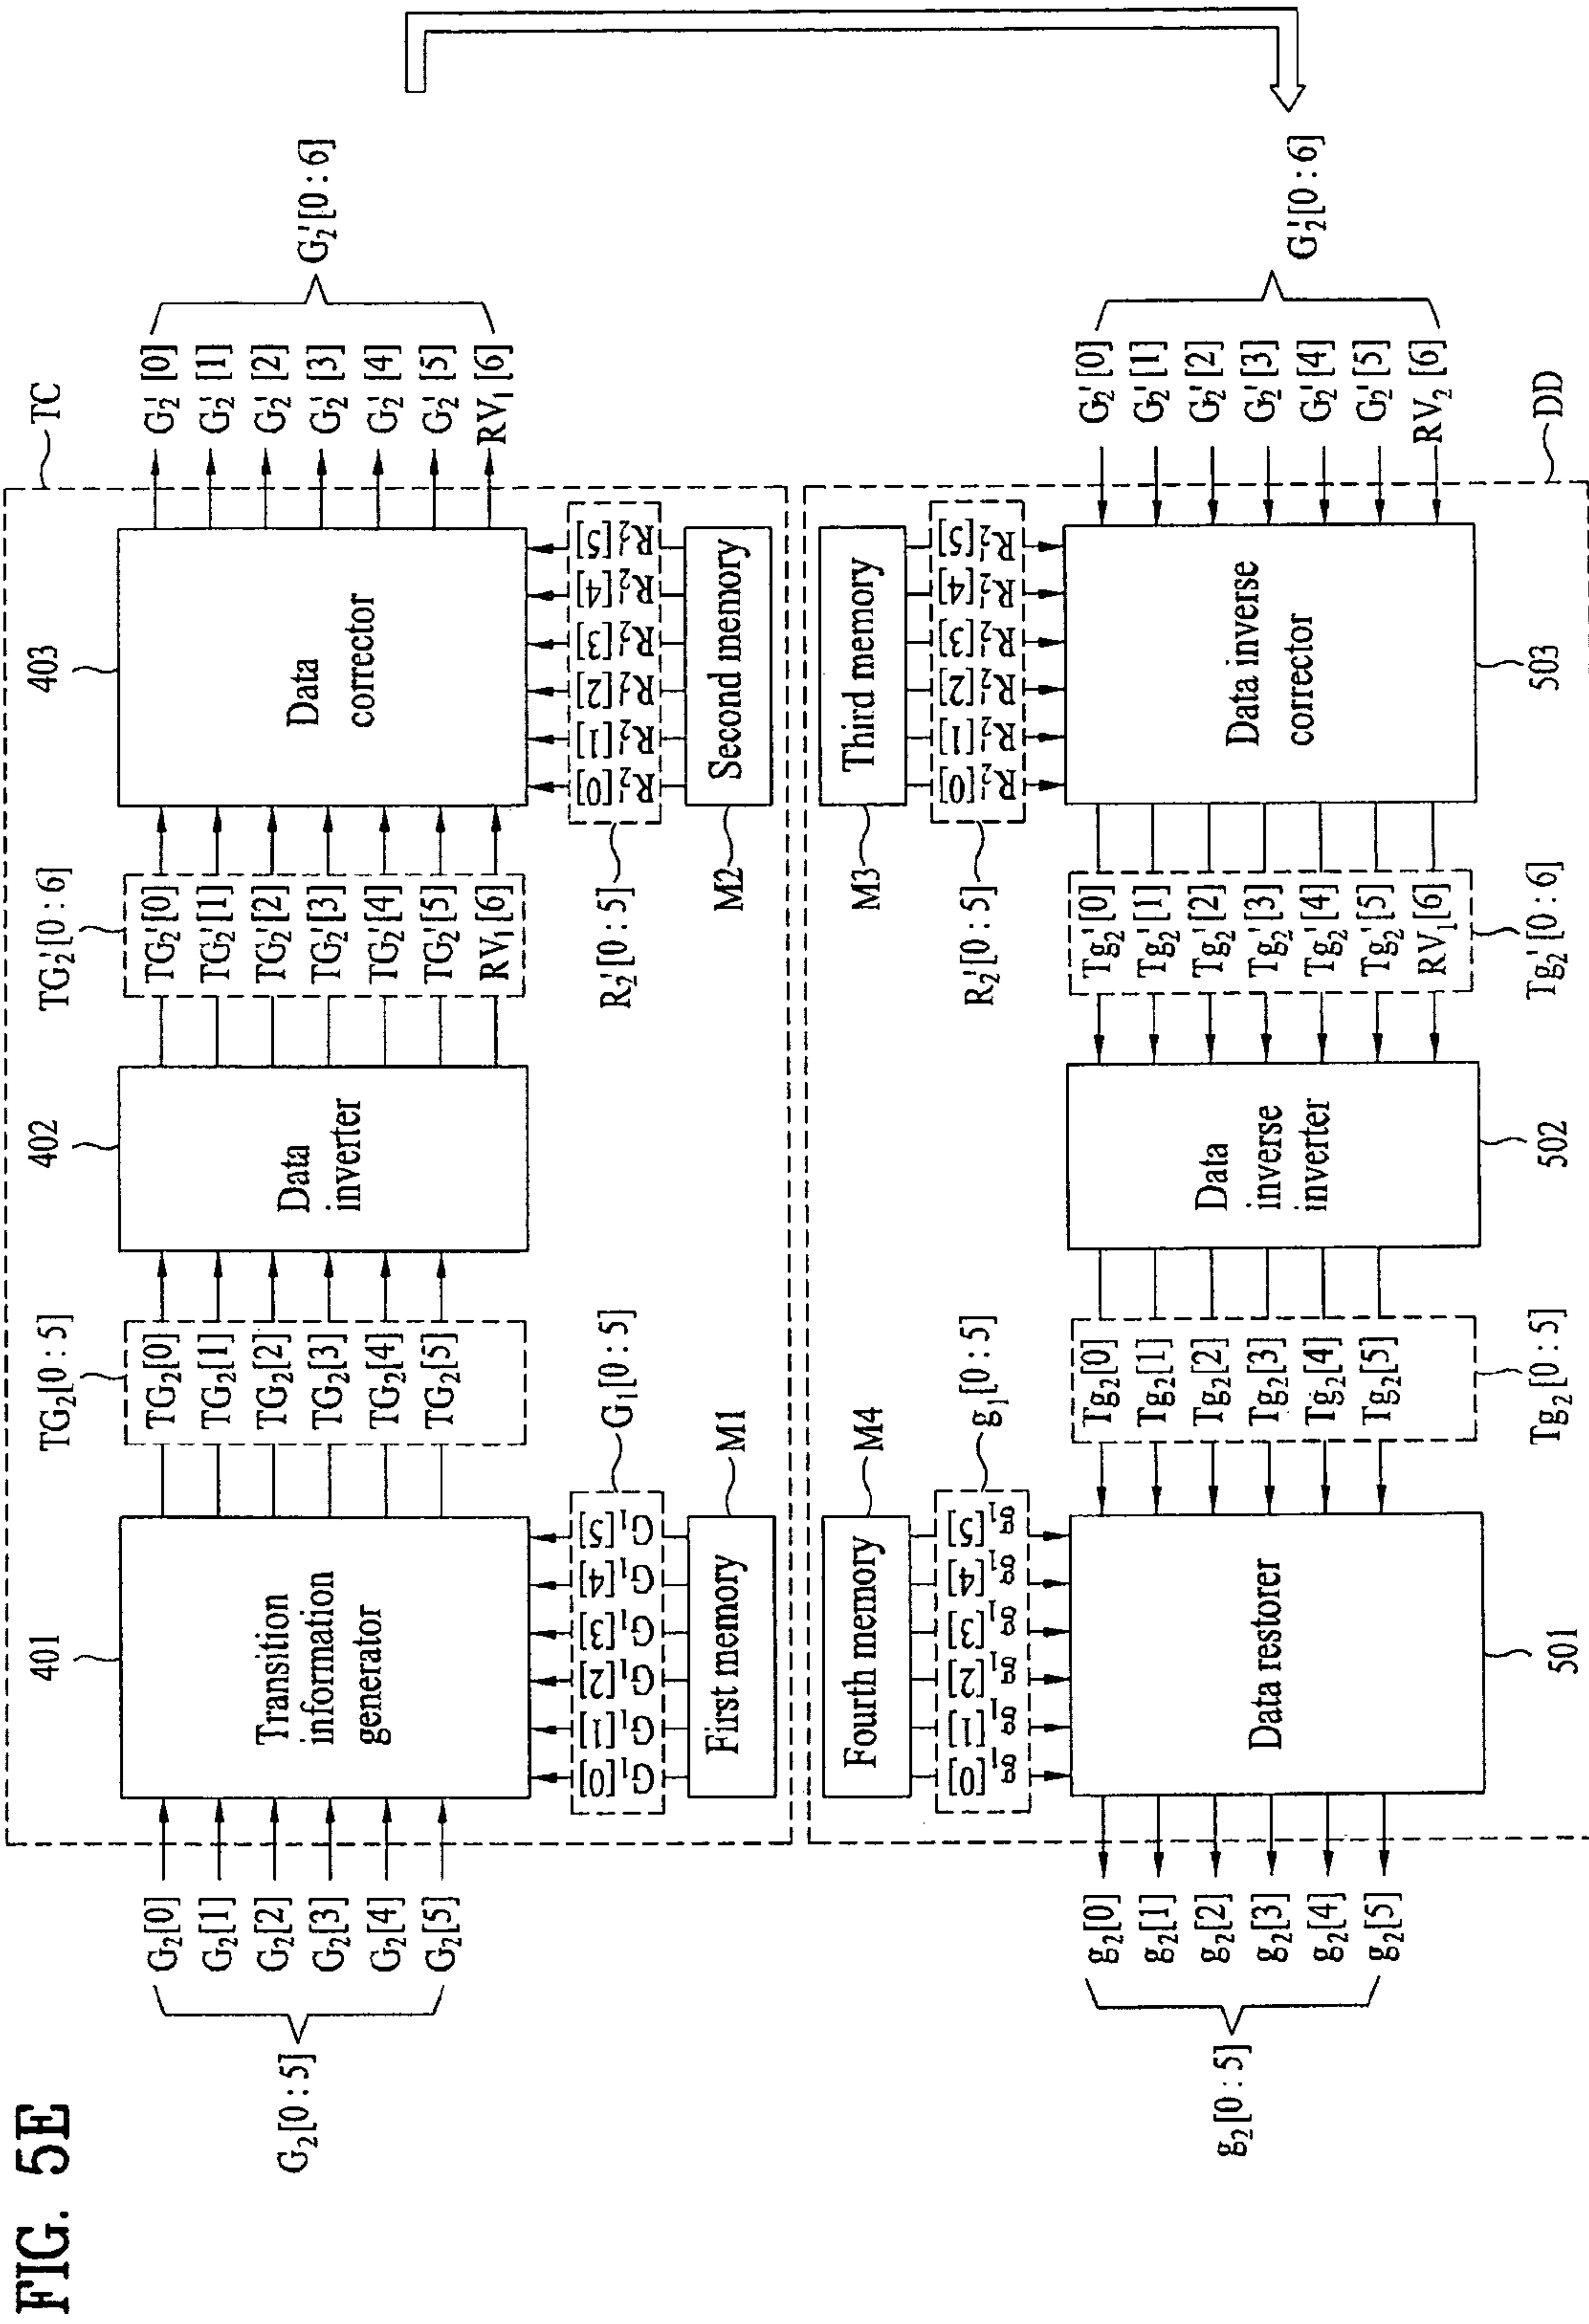 FIG. 5E
TC
401
402
403
TG₂[0 : 5]
TG₂'[0 : 6]
G₂[0 : 5]
G₂[0]
G₂[1]
G₂[2]
G₂[3]
G₂[4]
G₂[5]
Transition
information
generator
TG₂[0]
TG₂[1]
TG₂[2]
TG₂[3]
TG₂[4]
TG₂[5]
Data
inverter
TG₂'[0]
TG₂'[1]
TG₂'[2]
TG₂'[3]
TG₂'[4]
TG₂'[5]
RV₁[6]
Data
corrector
G₂'[0]
G₂'[1]
G₂'[2]
G₂'[3]
G₂'[4]
G₂'[5]
RV₁[6]
G₂'[0 : 6]
G₁[0] G₁[1] G₁[2] G₁[3] G₁[4] G₁[5]
G₁[0 : 5]
First memory
M1
R₂'[0 : 5]
R₂'[0] R₂'[1] R₂'[2] R₂'[3] R₂'[4] R₂'[5]
M2
Second memory
Fourth memory
M4
g₁[0] g₁[1] g₁[2] g₁[3] g₁[4] g₁[5]
g₁[0 : 5]
M3
Third memory
R₂'[0 : 5]
R₂'[0] R₂'[1] R₂'[2] R₂'[3] R₂'[4] R₂'[5]
g₂[0 : 5]
g₂[0]
g₂[1]
g₂[2]
g₂[3]
g₂[4]
g₂[5]
Data restorer
Tg₂[0]
Tg₂[1]
Tg₂[2]
Tg₂[3]
Tg₂[4]
Tg₂[5]
Data
inverse
inverter
Tg₂'[0]
Tg₂'[1]
Tg₂'[2]
Tg₂'[3]
Tg₂'[4]
Tg₂'[5]
RV₁[6]
Data inverse
corrector
G₂'[0]
G₂'[1]
G₂'[2]
G₂'[3]
G₂'[4]
G₂'[5]
RV₂[6]
G₂'[0 : 6]
501
Tg₂[0 : 5]
502
Tg₂'[0 : 6]
503
DD